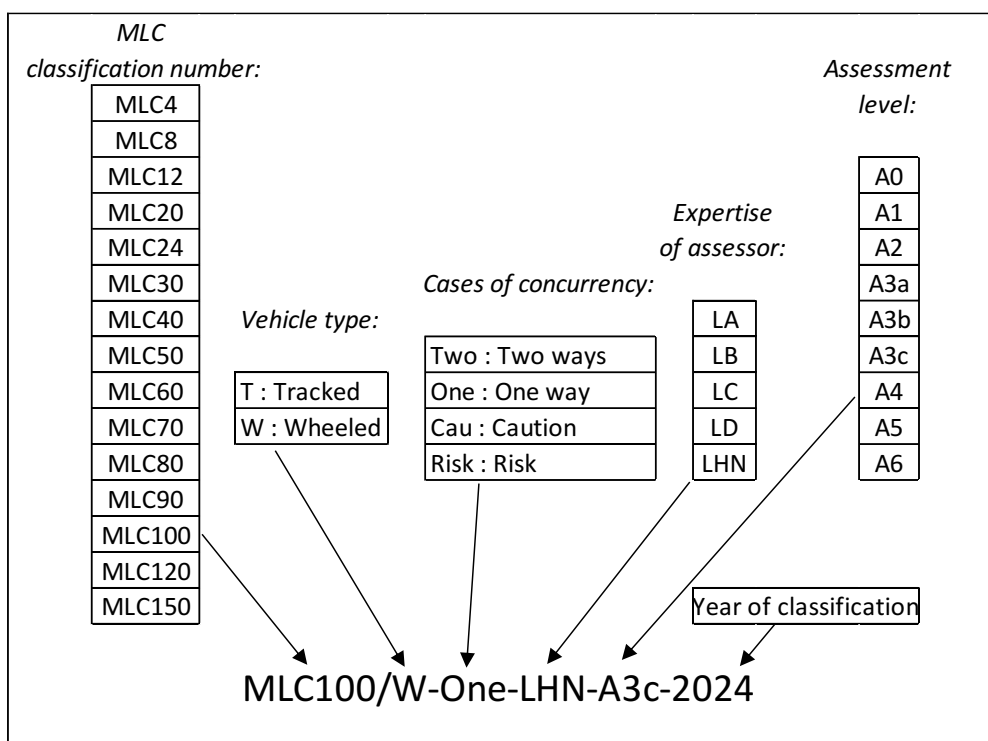 MLC
classification number:
MLC4
MLC8
MLC12
MLC20
MLC24
MLC30
MLC40
MLC50
MLC60
MLC70
MLC80
MLC90
MLC100
MLC120
MLC150
Vehicle type:
T : Tracked
W : Wheeled
Cases of concurrency:
Two : Two ways
One : One way
Cau : Caution
Risk : Risk
Expertise
of assessor:
LA
LB
LC
LD
LHN
Assessment
level:
A0
A1
A2
A3a
A3b
A3c
A4
A5
A6
Year of classification
MLC100/W-One-LHN-A3c-2024